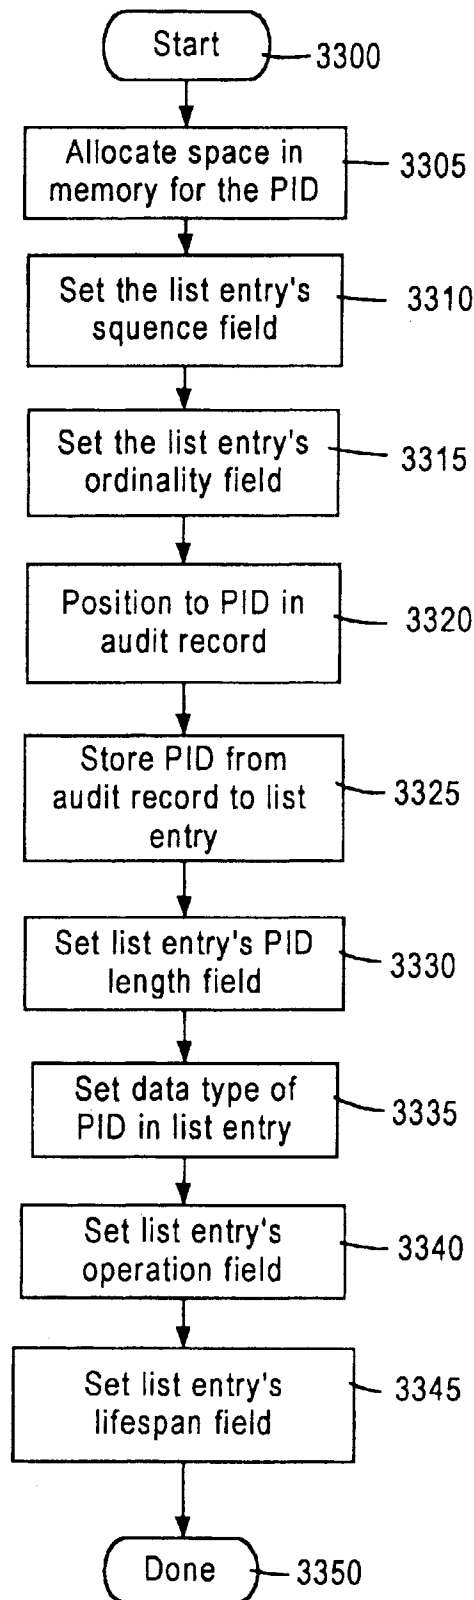 Start
3300
Allocate space in
memory for the PID
3305
Set the list entry's
squence field
3310
Set the list entry's
ordinality field
3315
Position to PID in
audit record
3320
Store PID from
audit record to list
entry
3325
Set list entry's PID
length field
3330
Set data type of
PID in list entry
3335
Set list entry's
operation field
3340
Set list entry's
lifespan field
3345
Done
3350